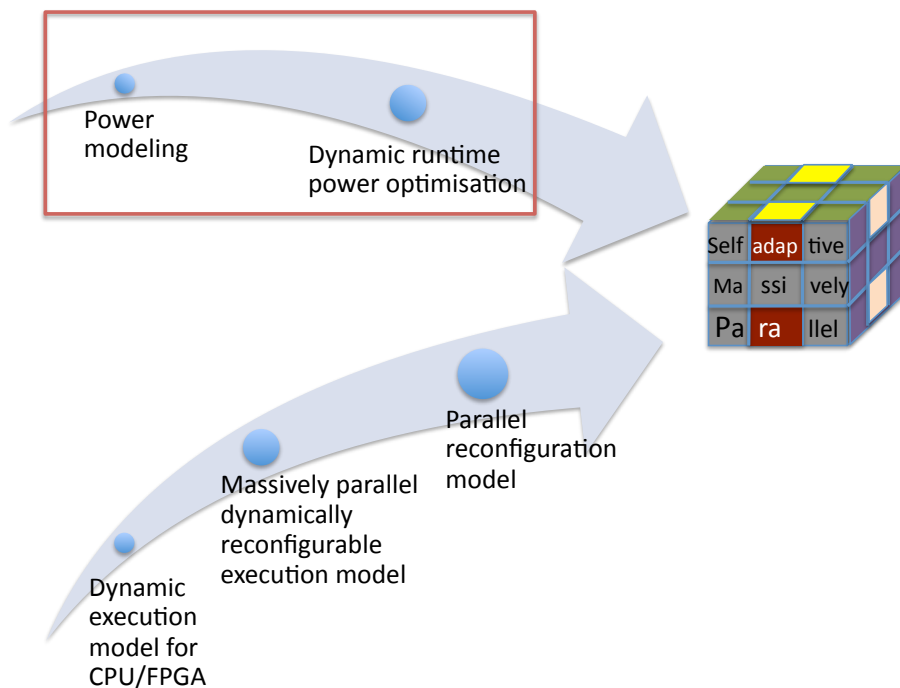 Power
modeling
Dynamic runtime
power optimisation
Self adap tive
Ma ssi vely
Pa ra llel
Parallel
reconfiguration
model
Massively parallel
dynamically
reconfigurable
execution model
Dynamic
execution
model for
CPU/FPGA